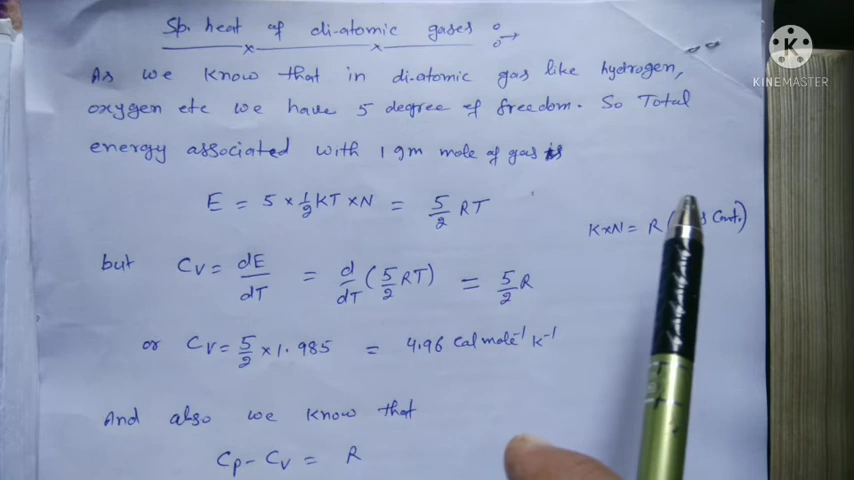 Sp. heat of di-atomic gases
As we know that in di-atomic gas like hydrogen,
oxygen etc we have 5 degree of freedom. So Total
energy associated with 1 gm mole of gas is
E = 5 × 1/2 KT × N = 5/2 RT
K×N = R ( Cont.)
but Cv = dE/dT = d/dT (5/2 RT) = 5/2 R
or Cv = 5/2 × 1.985 = 4.96 Cal mole⁻¹ K⁻¹
And also we know that
Cp - Cv = R
KINEMASTER